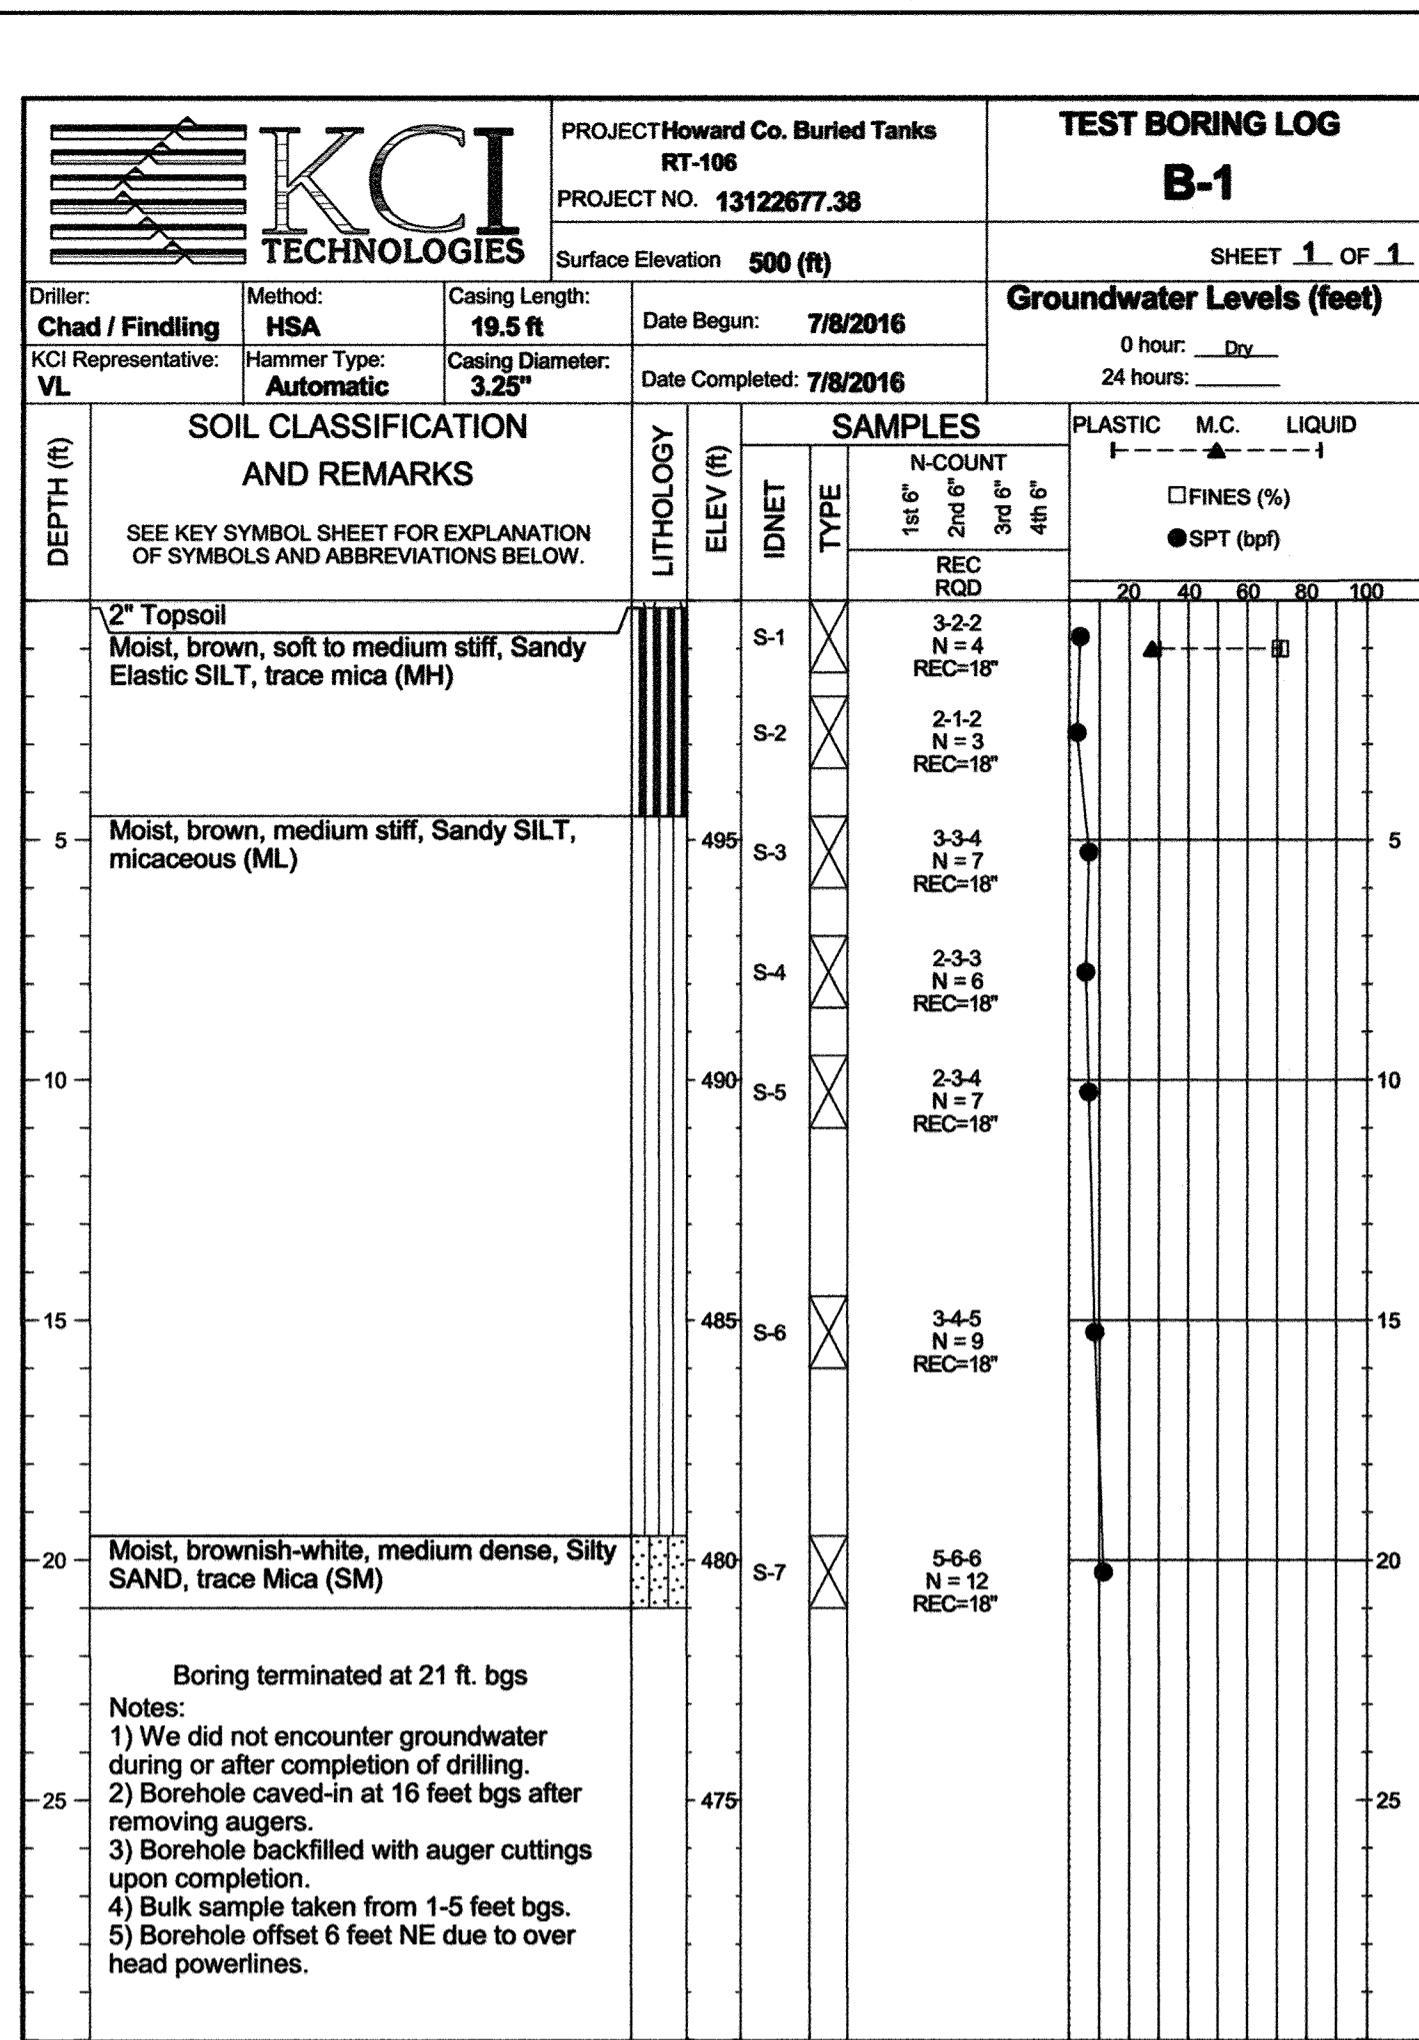 KCI
TECHNOLOGIES
PROJECT Howard Co. Buried Tanks
RT-106
PROJECT NO. 13122677.38
Surface Elevation 500 (ft)
TEST BORING LOG
B-1
SHEET 1 OF 1
Driller:
Chad / Findling
Method:
HSA
Casing Length:
19.5 ft
Date Begun: 7/8/2016
KCI Representative:
VL
Hammer Type:
Automatic
Casing Diameter:
3.25"
Date Completed: 7/8/2016
Groundwater Levels (feet)
0 hour: Dry
24 hours:
DEPTH (ft)
SOIL CLASSIFICATION
AND REMARKS
SEE KEY SYMBOL SHEET FOR EXPLANATION
OF SYMBOLS AND ABBREVIATIONS BELOW.
LITHOLOGY
ELEV (ft)
SAMPLES
IDNET
TYPE
N-COUNT
1st 6"
2nd 6"
3rd 6"
4th 6"
REC
RQD
PLASTIC M.C. LIQUID
FINES (%)
SPT (bpf)
20 40 60 80 100
2" Topsoil
Moist, brown, soft to medium stiff, Sandy
Elastic SILT, trace mica (MH)
S-1
3-2-2
N = 4
REC=18"
S-2
2-1-2
N = 3
REC=18"
5
Moist, brown, medium stiff, Sandy SILT,
micaceous (ML)
495
S-3
3-3-4
N = 7
REC=18"
5
S-4
2-3-3
N = 6
REC=18"
10
490
S-5
2-3-4
N = 7
REC=18"
10
15
485
S-6
3-4-5
N = 9
REC=18"
15
20
Moist, brownish-white, medium dense, Silty
SAND, trace Mica (SM)
480
S-7
5-6-6
N = 12
REC=18"
20
Boring terminated at 21 ft. bgs
Notes:
1) We did not encounter groundwater
during or after completion of drilling.
25
2) Borehole caved-in at 16 feet bgs after
removing augers.
475
25
3) Borehole backfilled with auger cuttings
upon completion.
4) Bulk sample taken from 1-5 feet bgs.
5) Borehole offset 6 feet NE due to over
head powerlines.